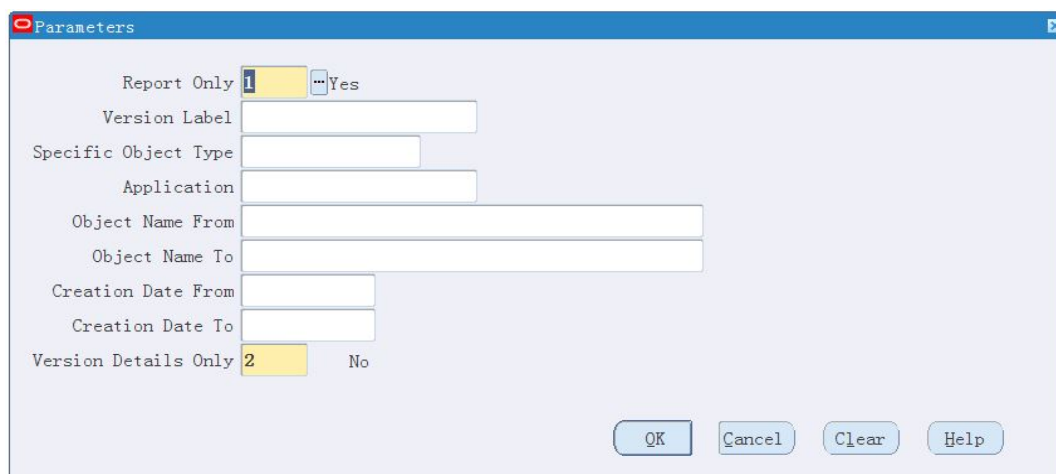 Parameters
Report Only 1 Yes
Version Label
Specific Object Type
Application
Object Name From
Object Name To
Creation Date From
Creation Date To
Version Details Only 2 No
OK Cancel Clear Help